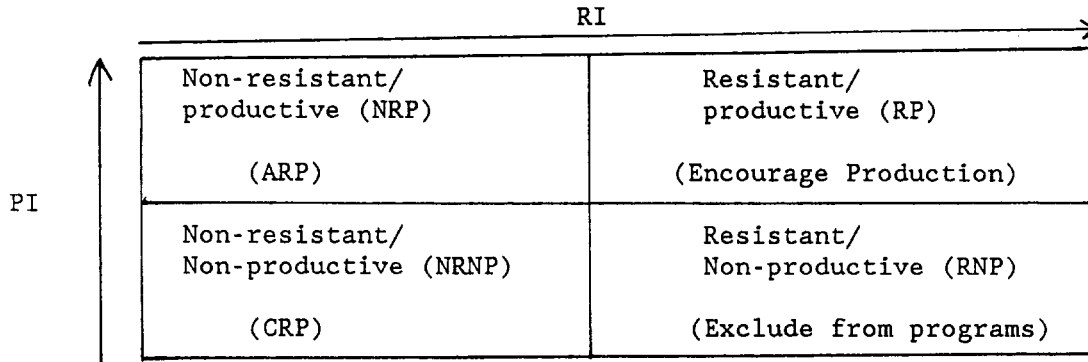 RI
PI
Non-resistant/
productive (NRP)
(ARP)
Resistant/
productive (RP)
(Encourage Production)
Non-resistant/
Non-productive (NRNP)
(CRP)
Resistant/
Non-productive (RNP)
(Exclude from programs)